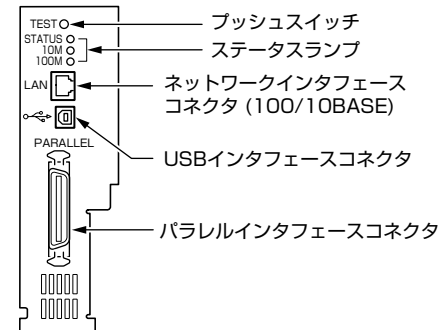 TEST
プッシュスイッチ
STATUS
10M
100M
ステータスランプ
LAN
ネットワークインタフェース
コネクタ (100/10BASE)
USBインタフェースコネクタ
PARALLEL
パラレルインタフェースコネクタ